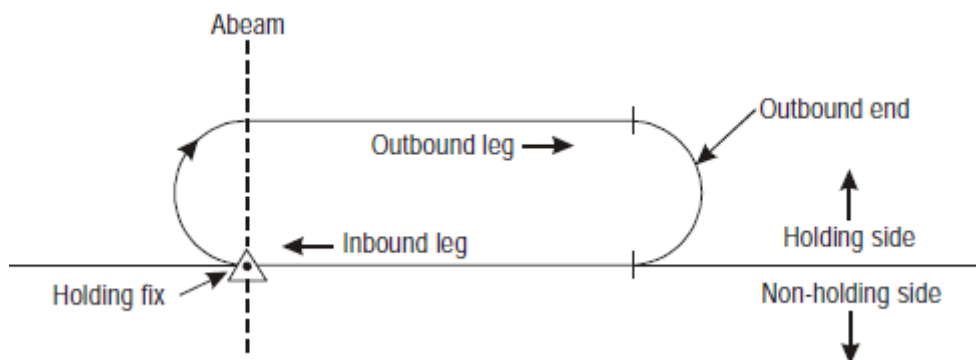 Abeam
Outbound end
Outbound leg
Inbound leg
Holding side
Holding fix
Non-holding side